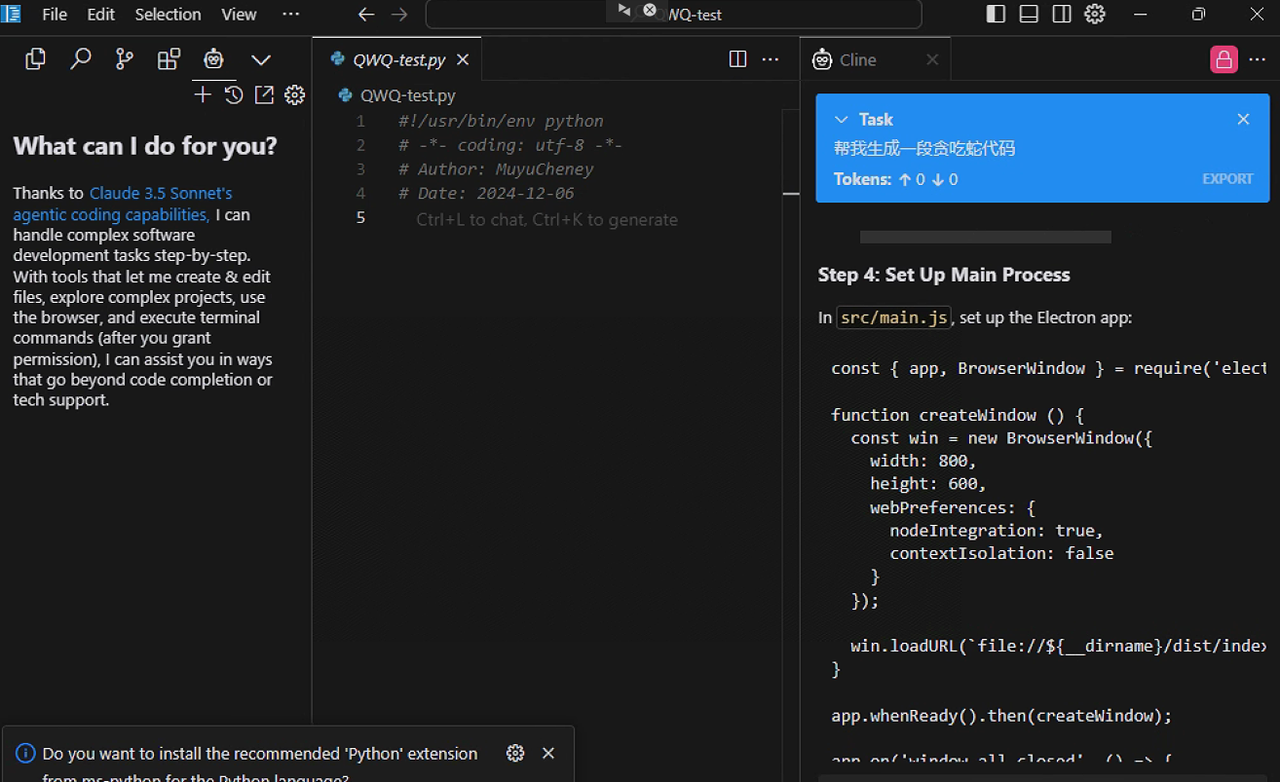 File Edit Selection View ···
WQ-test
QWQ-test.py
Cline
QWQ-test.py
What can I do for you?
Thanks to Claude 3.5 Sonnet's
agentic coding capabilities, I can
handle complex software
development tasks step-by-step.
With tools that let me create & edit
files, explore complex projects, use
the browser, and execute terminal
commands (after you grant
permission), I can assist you in ways
that go beyond code completion or
tech support.
1 #!/usr/bin/env python
2 # -*- coding: utf-8 -*-
3 # Author: MuyuCheney
4 # Date: 2024-12-06
5 Ctrl+L to chat, Ctrl+K to generate
Task
帮我生成一段贪吃蛇代码
Tokens: ↑ 0 ↓ 0 EXPORT
Step 4: Set Up Main Process
In src/main.js, set up the Electron app:
const { app, BrowserWindow } = require('elect
function createWindow () {
const win = new BrowserWindow({
width: 800,
height: 600,
webPreferences: {
nodeIntegration: true,
contextIsolation: false
}
});
win.loadURL(`file://${__dirname}/dist/index
}
app.whenReady().then(createWindow);
app.on('window-all-closed', () => {
Do you want to install the recommended 'Python' extension
from ms-python for the Python language?